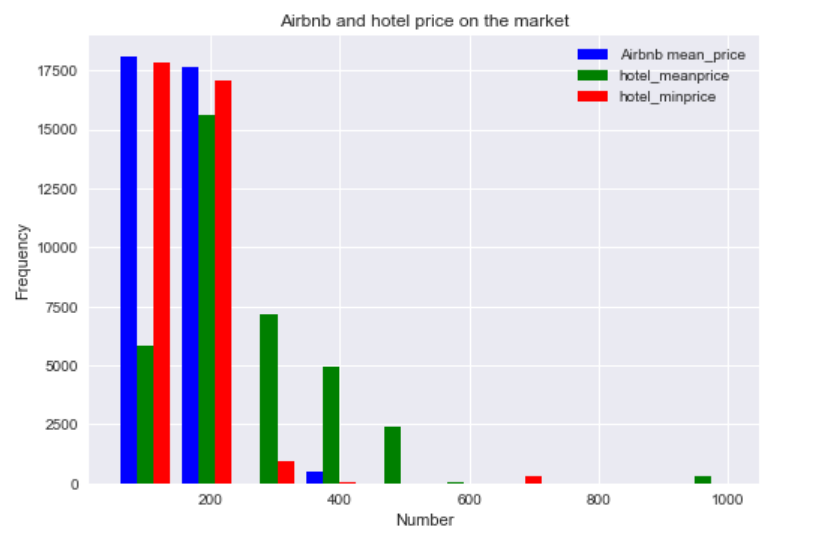 Airbnb and hotel price on the market
Airbnb mean_price
hotel_meanprice
hotel_minprice
17500
15000
12500
10000
7500
5000
2500
0
Frequency
200
400
600
800
1000
Number